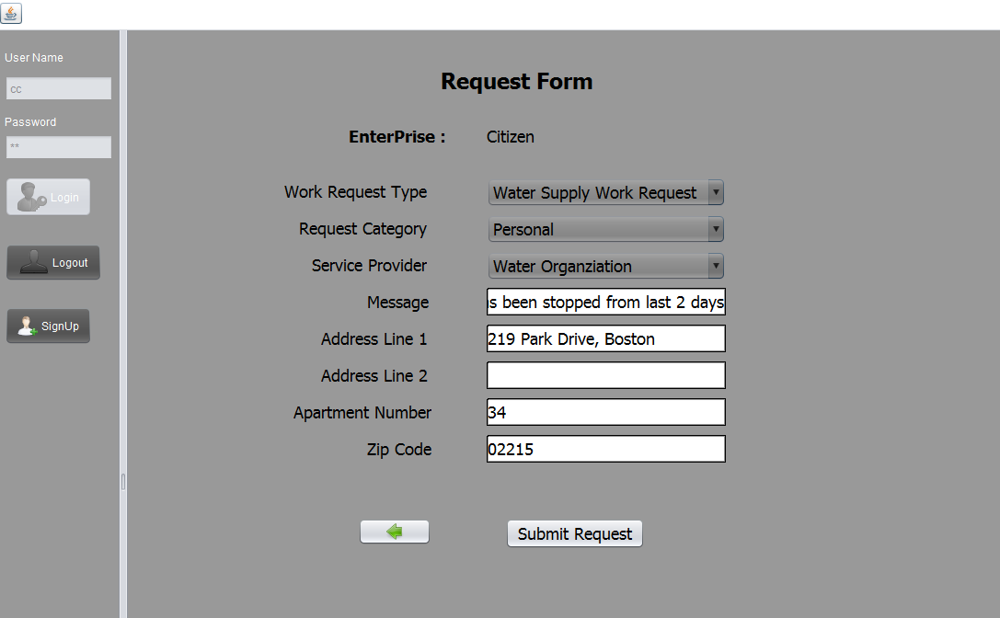 User Name
cc
Password
**
Login
Logout
SignUp
Request Form
EnterPrise : Citizen
Work Request Type Water Supply Work Request
Request Category Personal
Service Provider Water Organziation
Message s been stopped from last 2 days
Address Line 1 219 Park Drive, Boston
Address Line 2
Apartment Number 34
Zip Code 02215
Submit Request